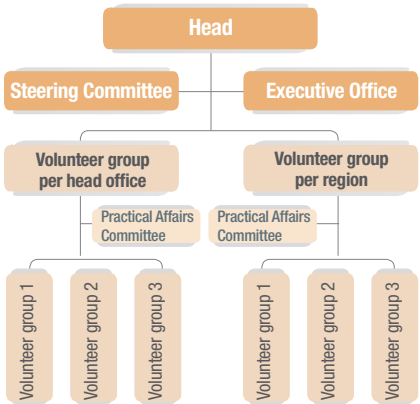 Head
Steering Committee
Executive Office
Volunteer group
per head office
Volunteer group
per region
Practical Affairs
Committee
Practical Affairs
Committee
Volunteer group 1
Volunteer group 2
Volunteer group 3
Volunteer group 1
Volunteer group 2
Volunteer group 3